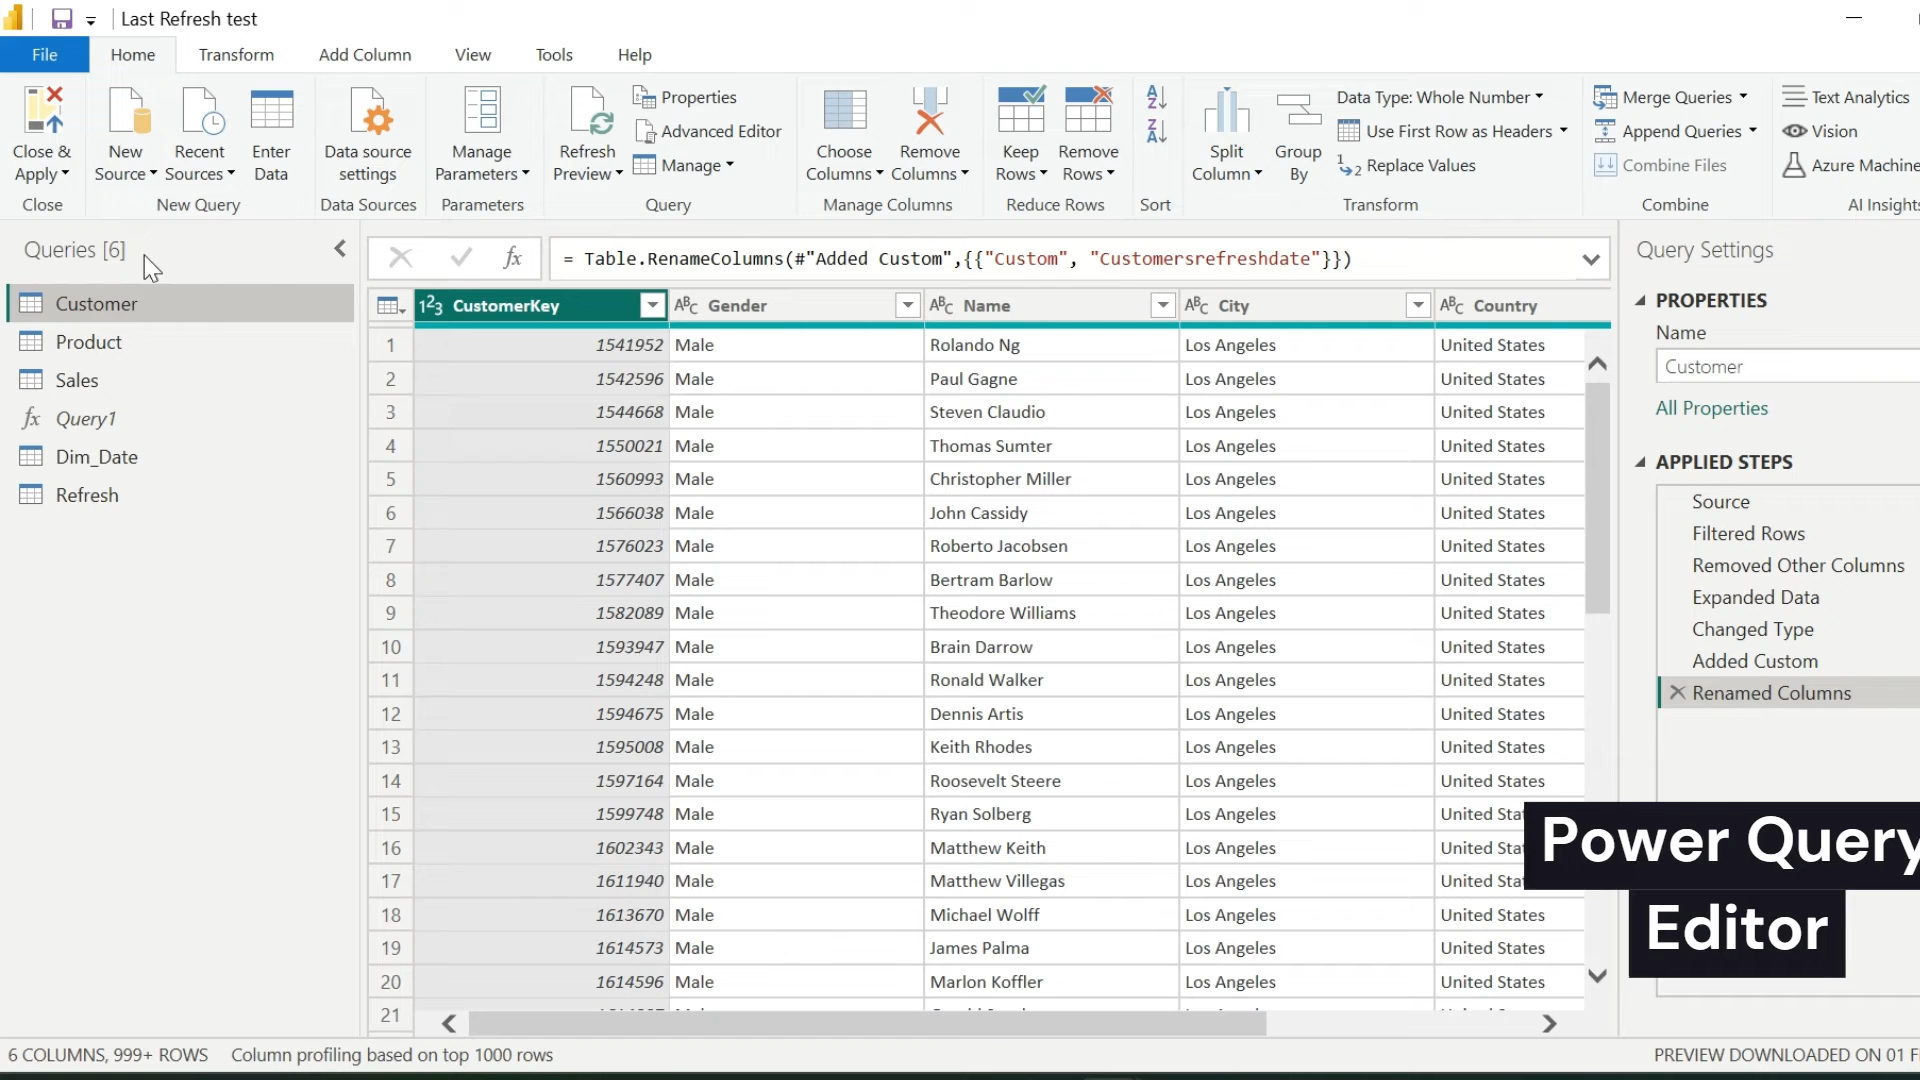 Last Refresh test
File Home Transform Add Column View Tools Help
Close & Apply
New Source
Recent Sources
Enter Data
Data source settings
Manage Parameters
Refresh Preview
Properties
Advanced Editor
Manage
Choose Columns
Remove Columns
Keep Rows
Remove Rows
Split Column
Group By
Data Type: Whole Number
Use First Row as Headers
Replace Values
Merge Queries
Append Queries
Combine Files
Text Analytics
Vision
Azure Machine
Close New Query Data Sources Parameters Query Manage Columns Reduce Rows Sort Transform Combine AI Insights
Queries [6]
Customer
Product
Sales
fx Query1
Dim_Date
Refresh
fx = Table.RenameColumns(#"Added Custom",{{"Custom", "Customersrefreshdate"}})
123 CustomerKey ABC Gender ABC Name ABC City ABC Country
1 1541952 Male Rolando Ng Los Angeles United States
2 1542596 Male Paul Gagne Los Angeles United States
3 1544668 Male Steven Claudio Los Angeles United States
4 1550021 Male Thomas Sumter Los Angeles United States
5 1560993 Male Christopher Miller Los Angeles United States
6 1566038 Male John Cassidy Los Angeles United States
7 1576023 Male Roberto Jacobsen Los Angeles United States
8 1577407 Male Bertram Barlow Los Angeles United States
9 1582089 Male Theodore Williams Los Angeles United States
10 1593947 Male Brain Darrow Los Angeles United States
11 1594248 Male Ronald Walker Los Angeles United States
12 1594675 Male Dennis Artis Los Angeles United States
13 1595008 Male Keith Rhodes Los Angeles United States
14 1597164 Male Roosevelt Steere Los Angeles United States
15 1599748 Male Ryan Solberg Los Angeles United Sta
16 1602343 Male Matthew Keith Los Angeles United Sta
17 1611940 Male Matthew Villegas Los Angeles United Sta
18 1613670 Male Michael Wolff Los Angeles United States
19 1614573 Male James Palma Los Angeles United States
20 1614596 Male Marlon Koffler Los Angeles United States
21
Query Settings
PROPERTIES
Name
Customer
All Properties
APPLIED STEPS
Source
Filtered Rows
Removed Other Columns
Expanded Data
Changed Type
Added Custom
Renamed Columns
Power Query
Editor
6 COLUMNS, 999+ ROWS Column profiling based on top 1000 rows
PREVIEW DOWNLOADED ON 01 F